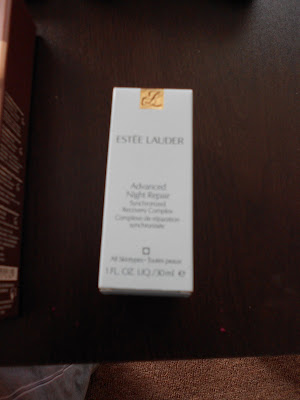 ESTĒE LAUDER
Advanced
Night Repair
Synchronized
Recovery Complex
Complexe de réparation
synchronisée
All Skintypes • Toutes peaux
1 FL. OZ. LIQ./30 ml ℮